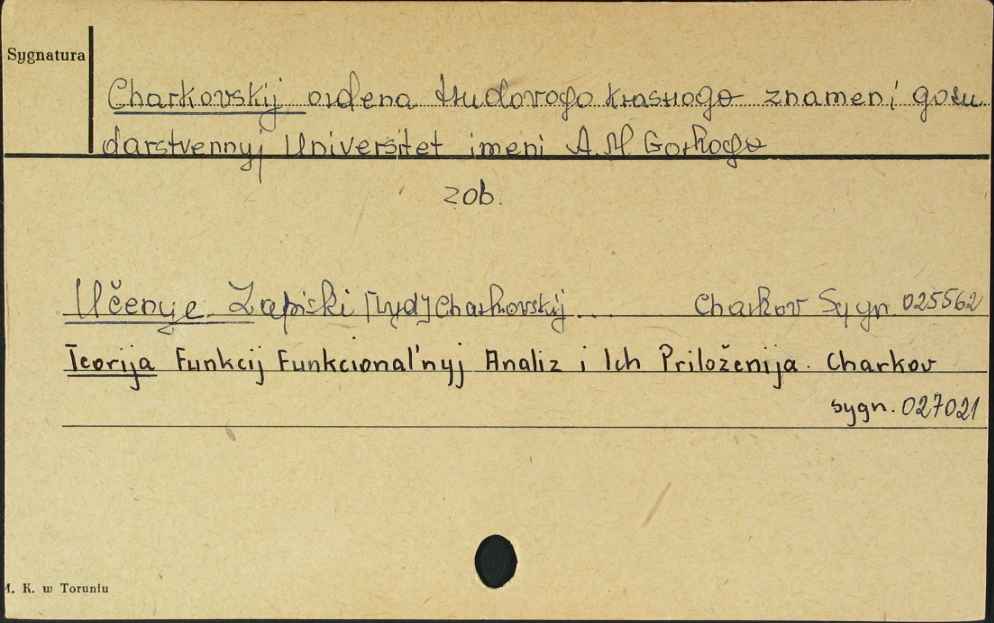 Sygnatura
Charkovskij ordena trudovogo krasnogo znameni gosu
darstvennyj Universitet imeni A.M Gorkogo
zob.
Učenye Zapiski [wyd] Charkovskij... Charkov Sygn 025562
Teorija Funkcij Funkcional'nyj Analiz i Ich Priloženija. Charkov
sygn. 027021
M. K. w Toruniu